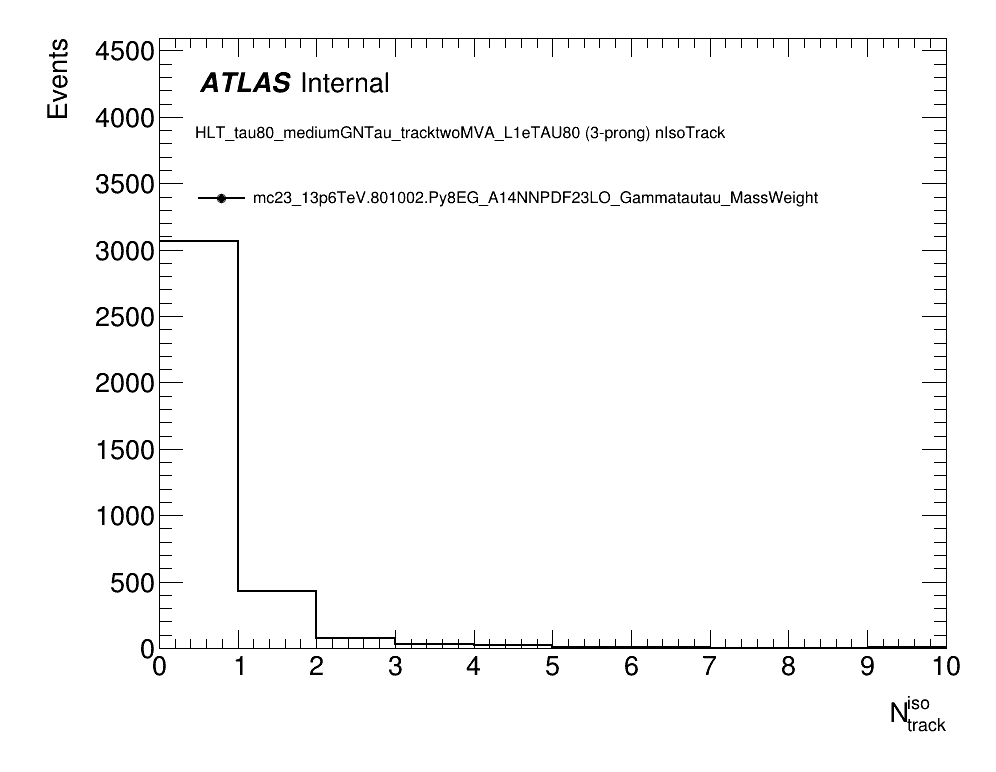 Events
4500
4000
3500
3000
2500
2000
1500
1000
500
0
ATLAS Internal
HLT_tau80_mediumGNTau_tracktwoMVA_L1eTAU80 (3-prong) nIsoTrack
mc23_13p6TeV.801002.Py8EG_A14NNPDF23LO_Gammatautau_MassWeight
0 1 2 3 4 5 6 7 8 9 10
N iso track